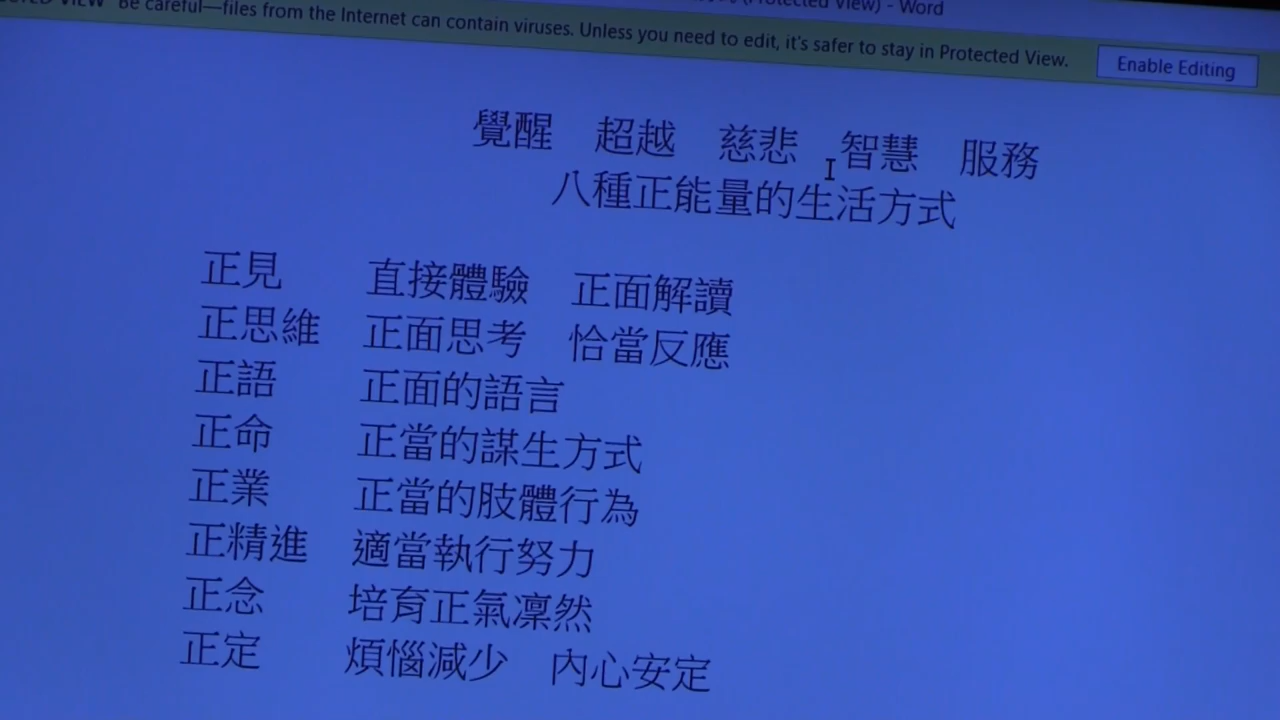 (Protected View) - Word
VIEW Be careful—files from the Internet can contain viruses. Unless you need to edit, it's safer to stay in Protected View. Enable Editing
覺醒 超越 慈悲 智慧 服務
八種正能量的生活方式
正見 直接體驗 正面解讀
正思維 正面思考 恰當反應
正語 正面的語言
正命 正當的謀生方式
正業 正當的肢體行為
正精進 適當執行努力
正念 培育正氣凜然
正定 煩惱減少 內心安定